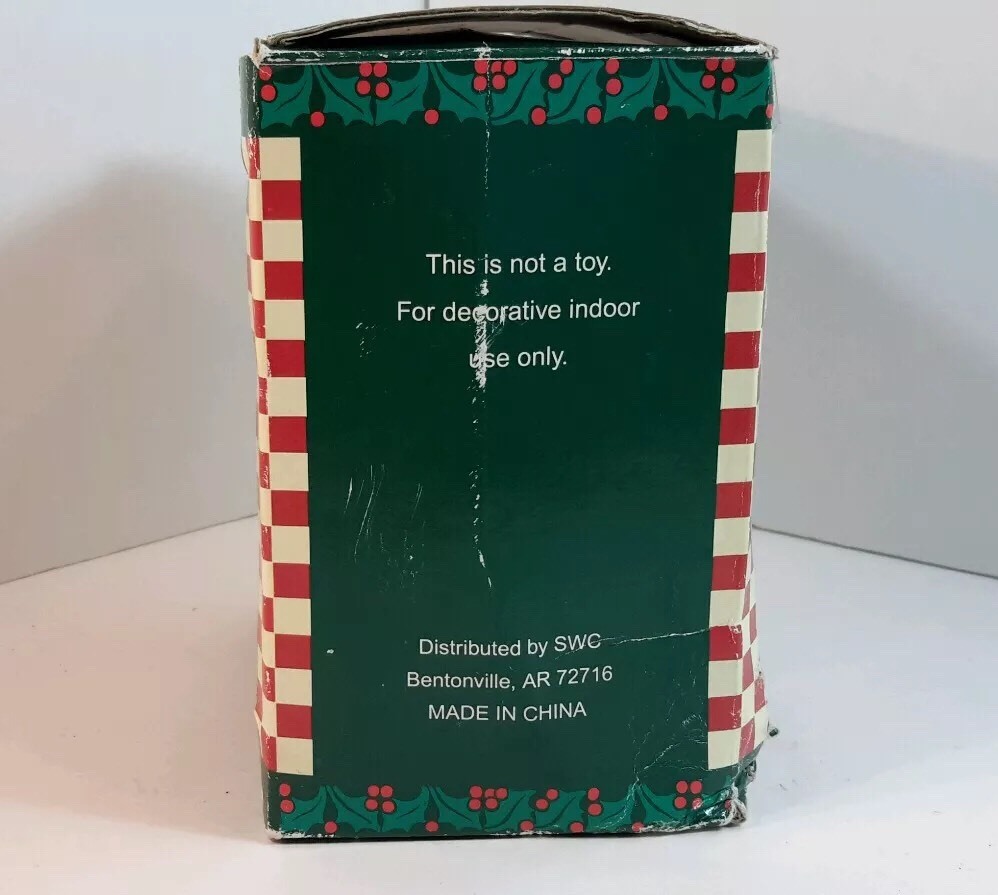 This is not a toy.
For decorative indoor
use only.
Distributed by SWC
Bentonville, AR 72716
MADE IN CHINA